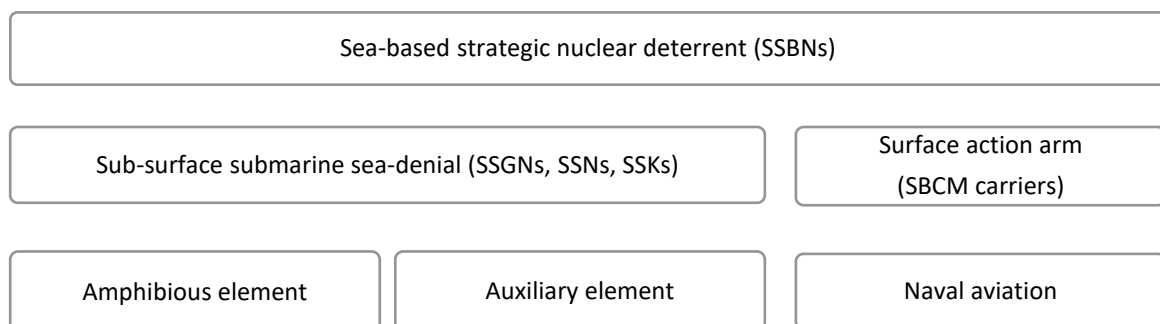 Sea-based strategic nuclear deterrent (SSBNs)
Sub-surface submarine sea-denial (SSGNs, SSNs, SSKs)
Surface action arm
(SBCM carriers)
Amphibious element
Auxiliary element
Naval aviation